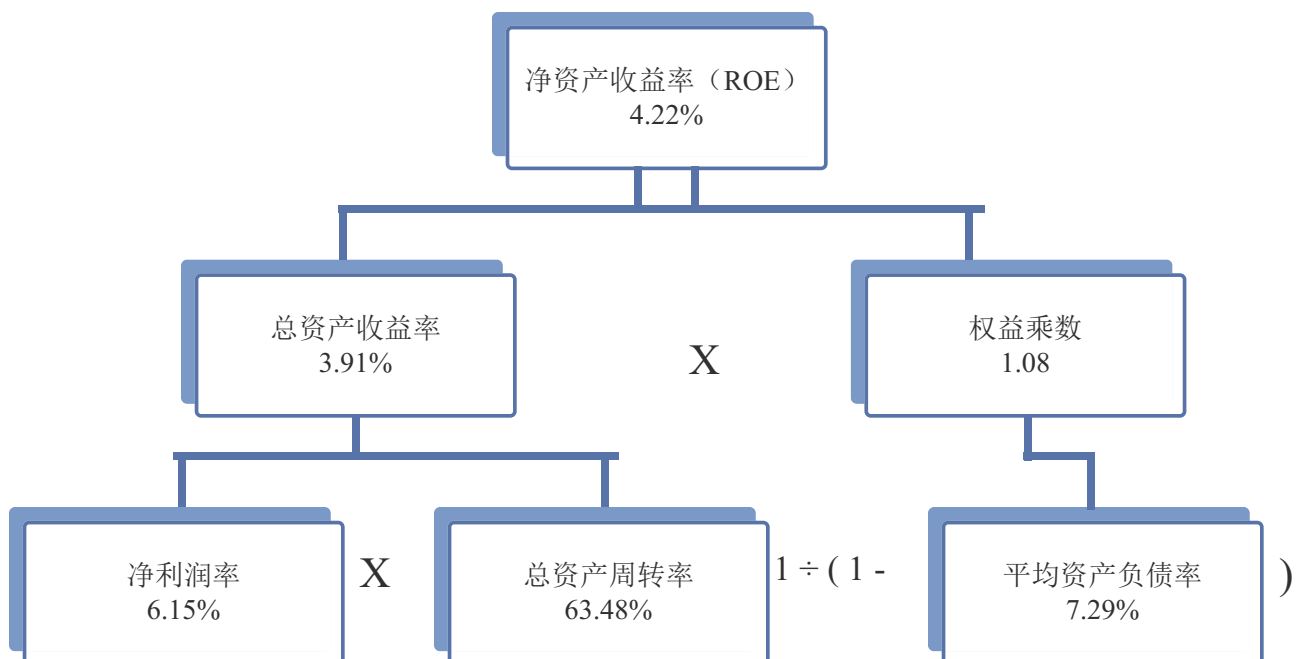 净资产收益率（ROE）
4.22%
总资产收益率
3.91%
X
权益乘数
1.08
净利润率
6.15%
X
总资产周转率
63.48%
1 ÷ ( 1 -
平均资产负债率
7.29%
)